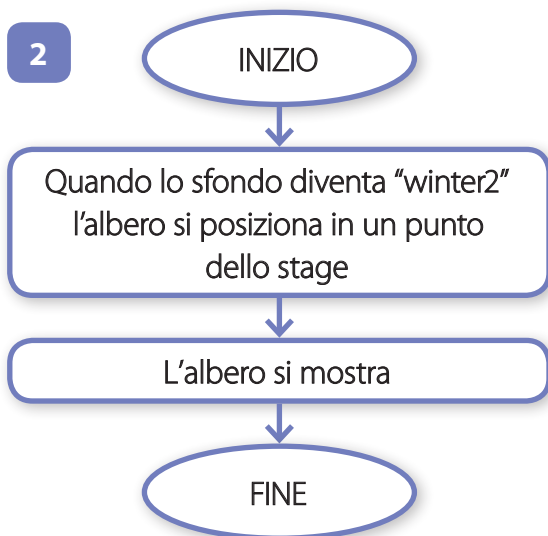 2
INIZIO
Quando lo sfondo diventa “winter2”
l’albero si posiziona in un punto
dello stage
L’albero si mostra
FINE